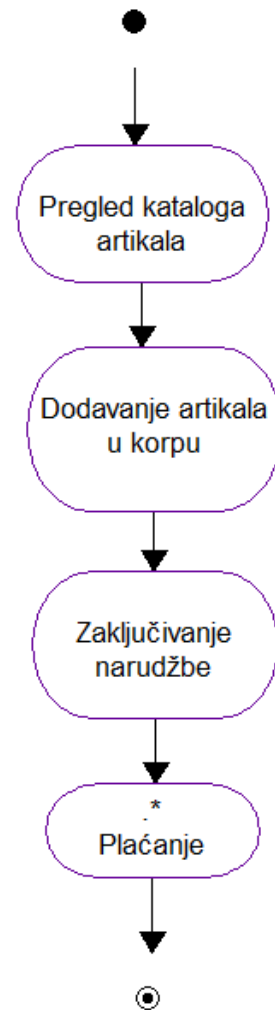 Pregled kataloga
artikala
Dodavanje artikala
u korpu
Zaključivanje
narudžbe
.*
Plaćanje